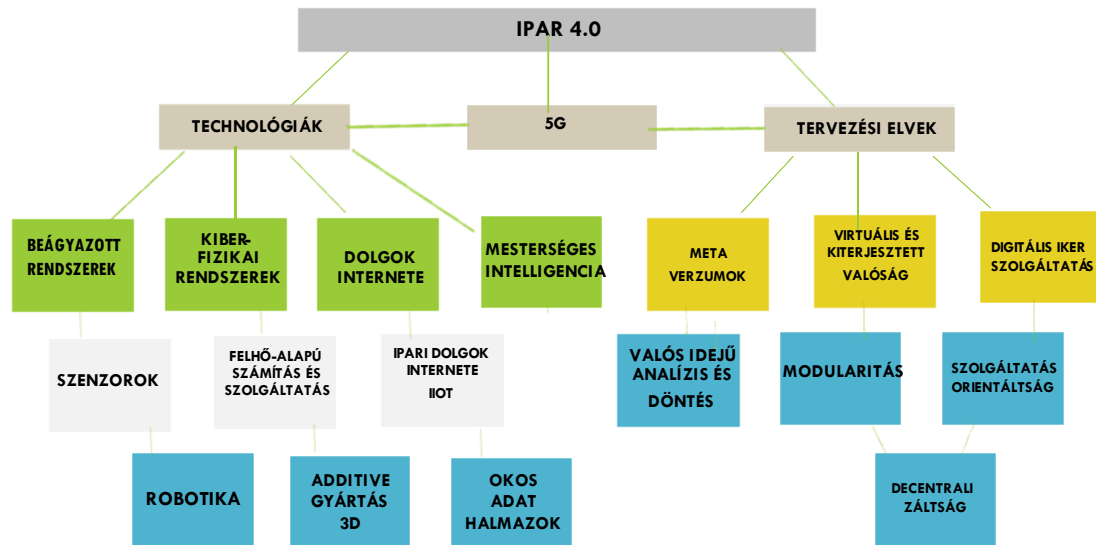 IPAR 4.0
TECHNOLÓGIÁK
5G
TERVEZÉSI ELVEK
BEÁGYAZOTT
RENDSZEREK
KIBER-
FIZIKAI
RENDSZEREK
DOLGOK
INTERNETE
MESTERSÉGES
INTELLIGENCIA
META
VERZUMOK
VIRTUÁLIS ÉS
KITERJESZTETT
VALÓSÁG
DIGITÁLIS IKER
SZOLGÁLTATÁS
SZENZOROK
FELHŐ-ALAPÚ
SZÁMÍTÁS ÉS
SZOLGÁLTATÁS
IPARI DOLGOK
INTERNETE
IIOT
VALÓS IDEJŰ
ANALÍZIS ÉS
DÖNTÉS
MODULARITÁS
SZOLGÁLTATÁS
ORIENTÁLTSÁG
ROBOTIKA
ADDITIVE
GYÁRTÁS
3D
OKOS
ADAT
HALMAZOK
DECENTRALI
ZÁLTSÁG